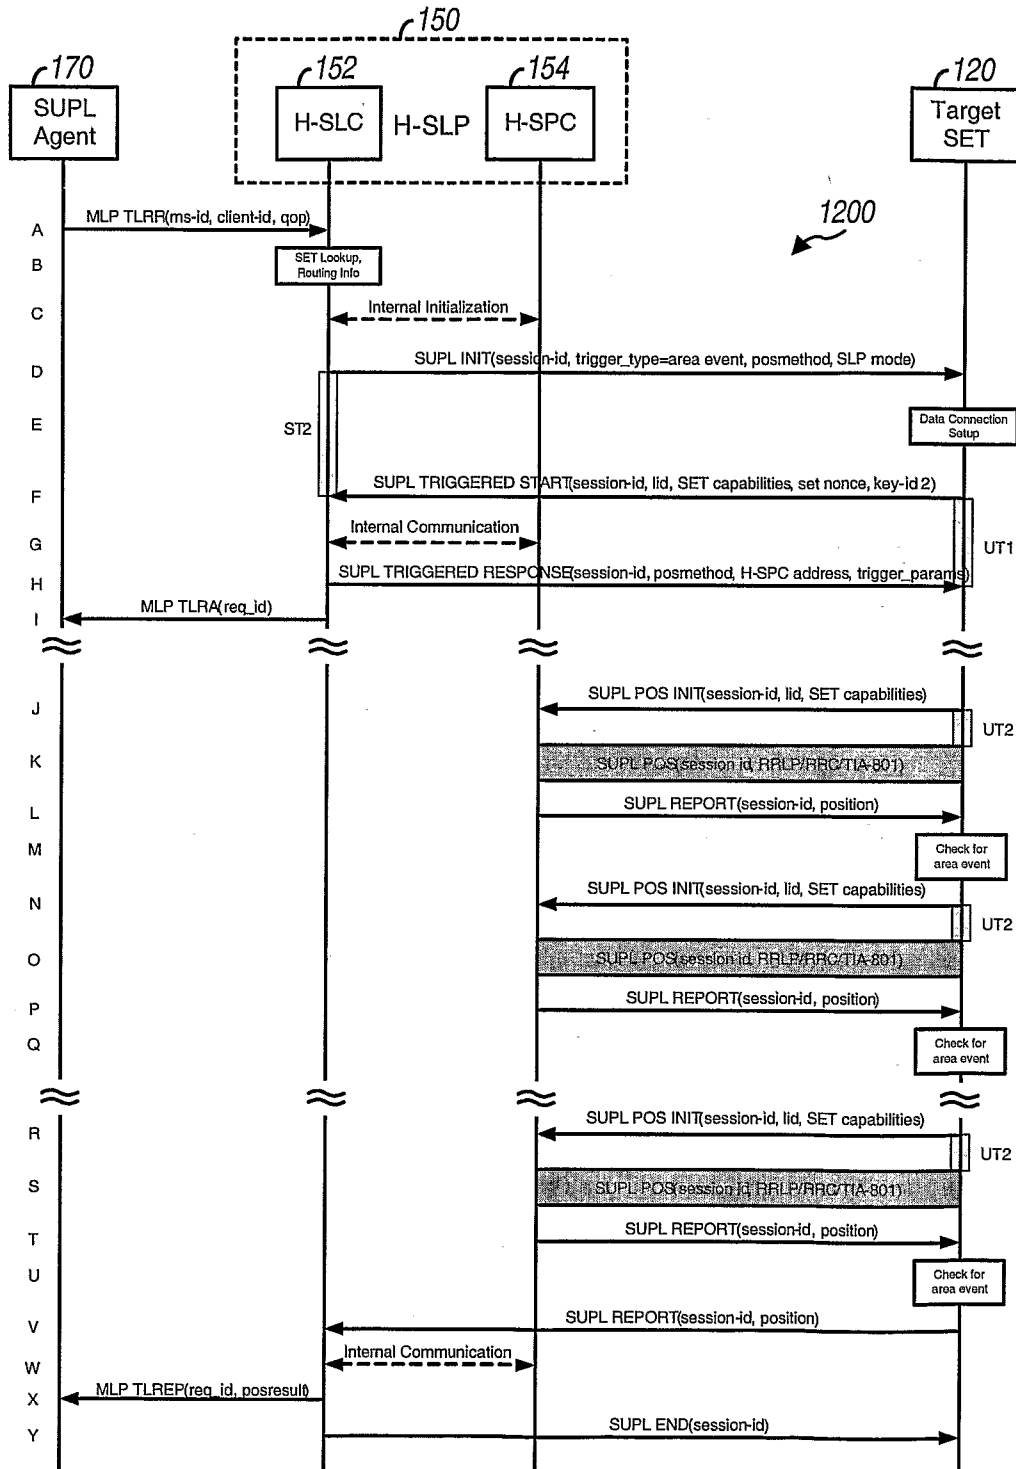 150
170
152
154
120
SUPL
Agent
H-SLC
H-SLP
H-SPC
Target
SET
1200
A
MLP TLRR(ms-id, client-id, qop)
B
SET Lookup,
Routing Info
C
Internal Initialization
D
SUPL INIT(session-id, trigger_type=area event, posmethod, SLP mode)
E
ST2
Data Connection
Setup
F
SUPL TRIGGERED START(session-id, lid, SET capabilities, set nonce, key-id 2)
G
Internal Communication
UT1
H
SUPL TRIGGERED RESPONSE(session-id, posmethod, H-SPC address, trigger_params)
I
MLP TLRA(req_id)
J
SUPL POS INIT(session-id, lid, SET capabilities)
UT2
K
SUPL POS(session id, RRLP/RRC/TIA-801)
L
SUPL REPORT(session-id, position)
M
Check for
area event
N
SUPL POS INIT(session-id, lid, SET capabilities)
UT2
O
SUPL POS(session id, RRLP/RRC/TIA-801)
P
SUPL REPORT(session-id, position)
Q
Check for
area event
R
SUPL POS INIT(session-id, lid, SET capabilities)
UT2
S
SUPL POS(session id, RRLP/RRC/TIA-801)
T
SUPL REPORT(session-id, position)
U
Check for
area event
V
SUPL REPORT(session-id, position)
W
Internal Communication
X
MLP TLREP(req_id, posresult)
Y
SUPL END(session-id)